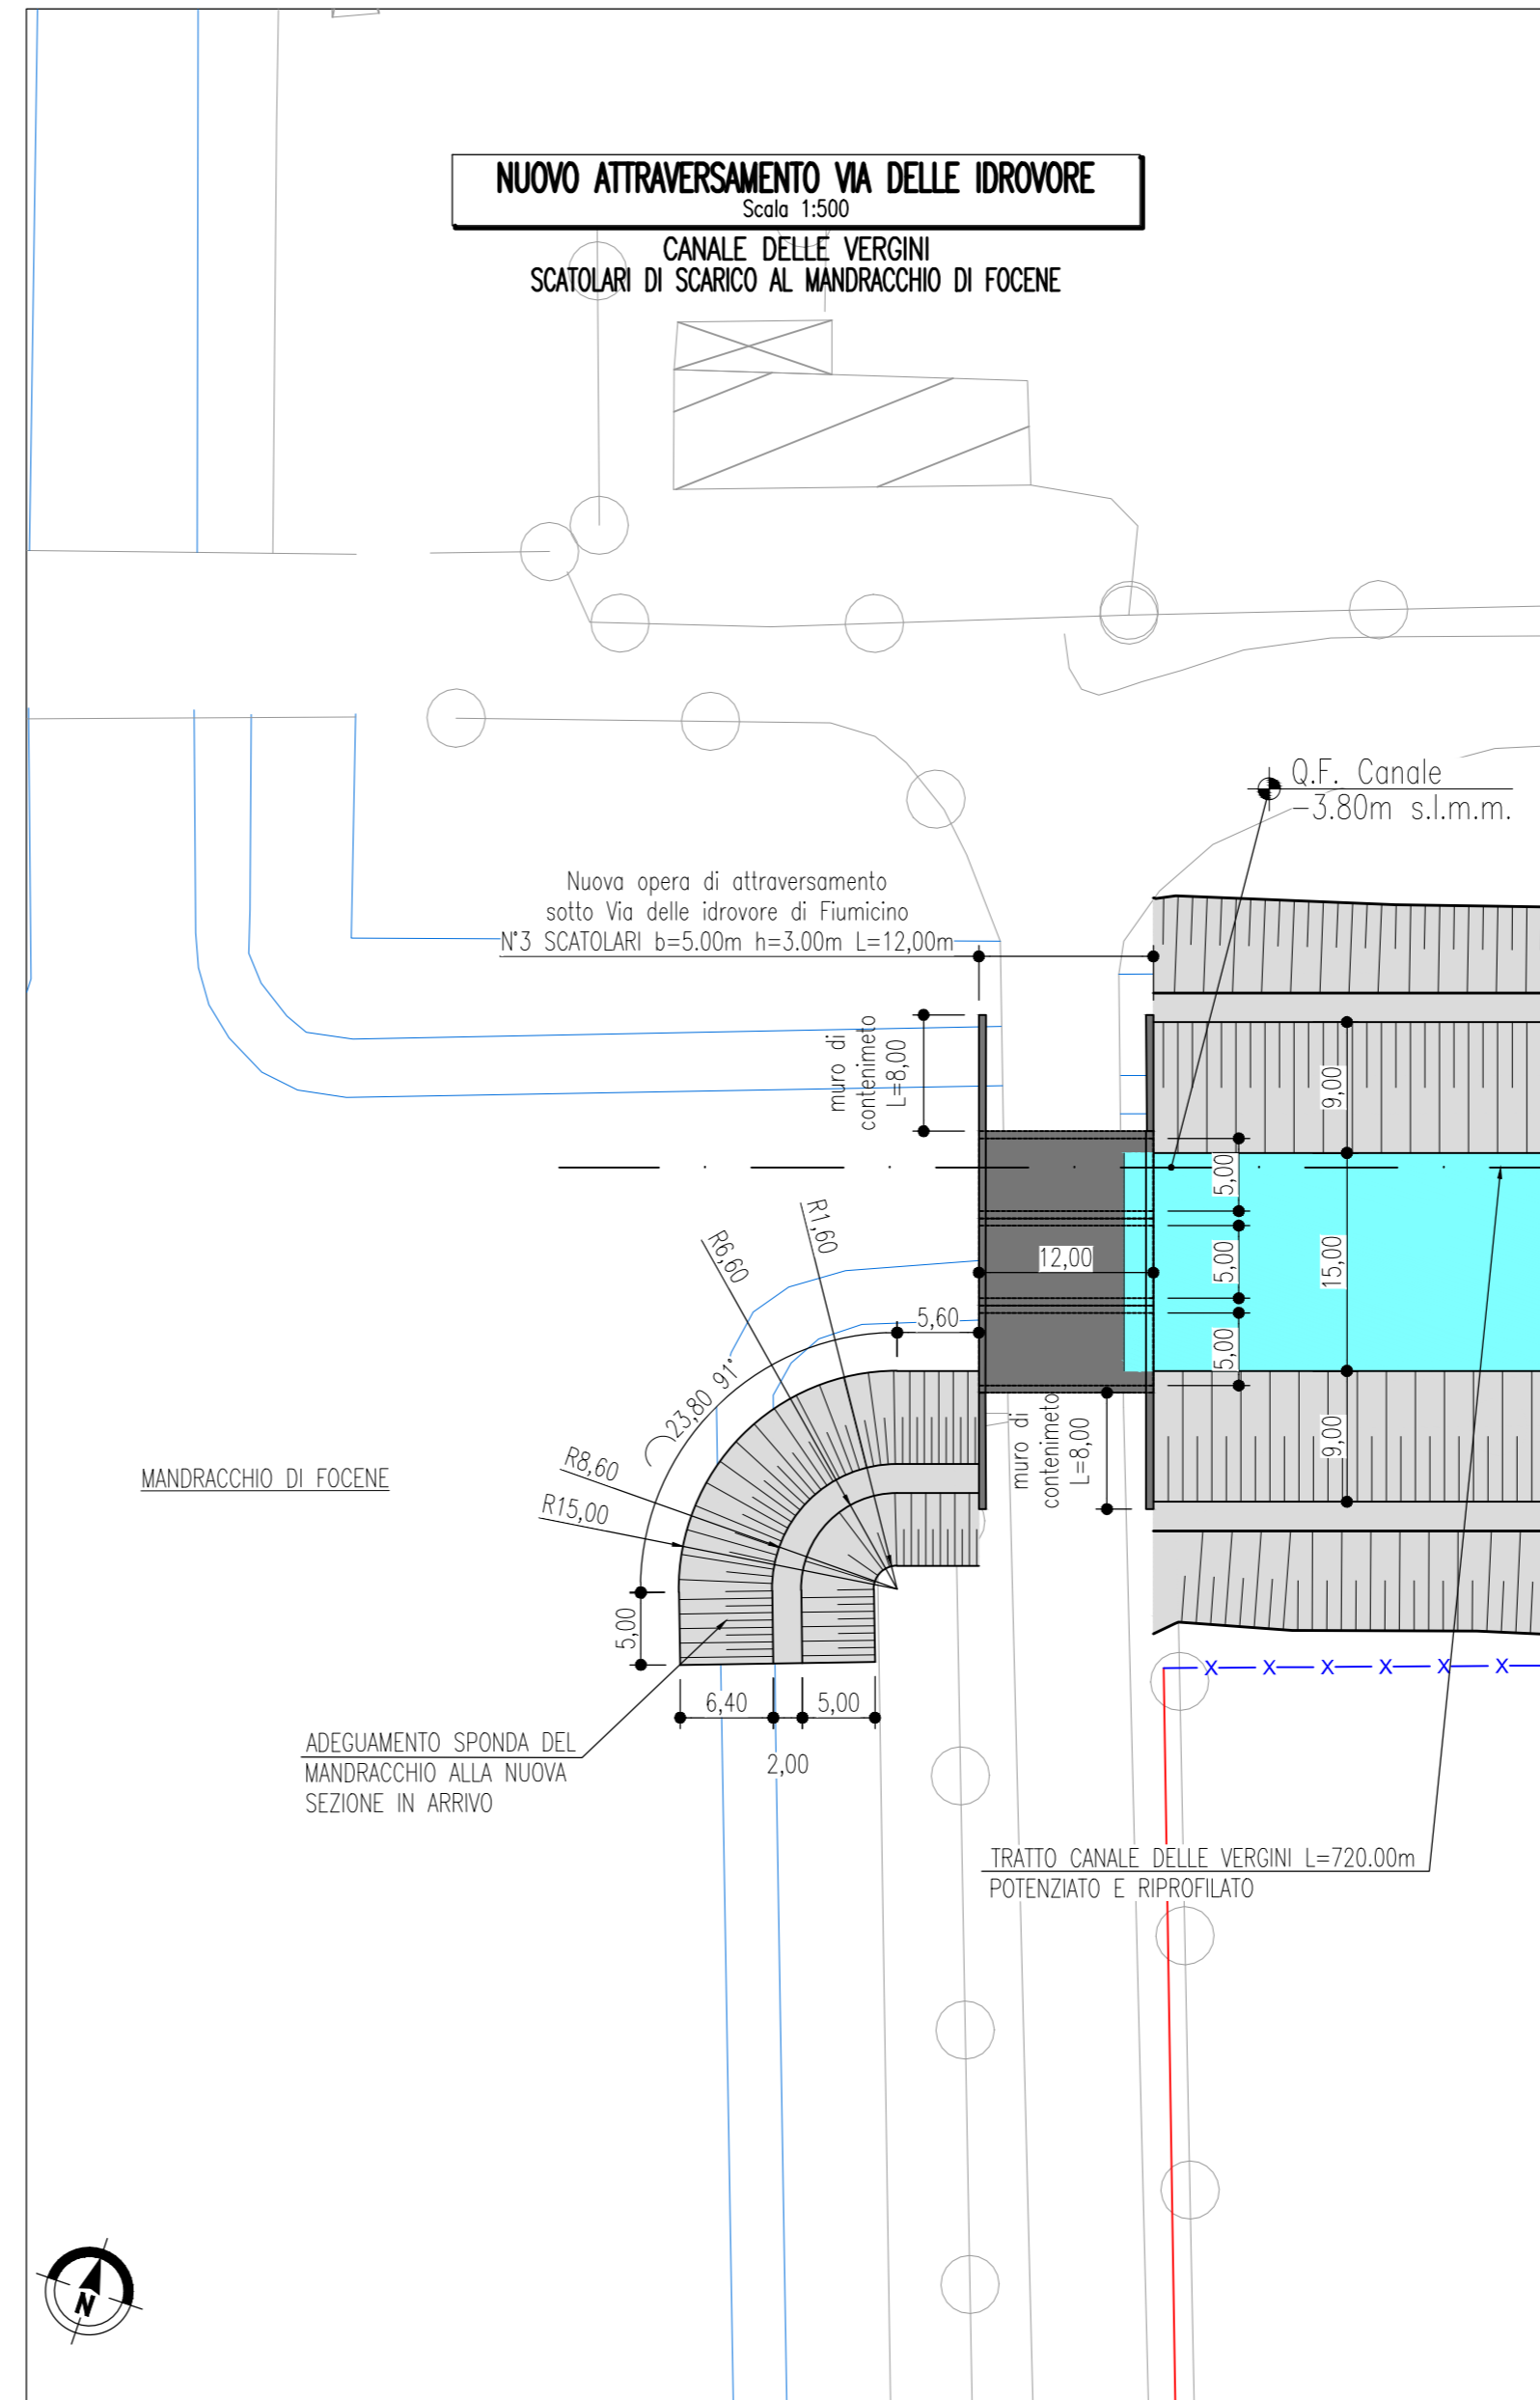 NUOVO ATTRAVERSAMENTO VIA DELLE IDROVORE
Scala 1:500
CANALE DELLE VERGINI
SCATOLARI DI SCARICO AL MANDRACCHIO DI FOCENE
Q.F. Canale
-3.80m s.l.m.m.
Nuova opera di attraversamento
sotto Via delle idrovore di Fiumicino
N°3 SCATOLARI b=5.00m h=3.00m L=12,00m
muro di
contenimeto
L=8,00
9,00
5,00
5,00
5,00
15,00
9,00
12,00
R1,60
R6,60
5,60
23,80 91°
R8,60
R15,00
muro di
contenimeto
L=8,00
MANDRACCHIO DI FOCENE
5,00
6,40
5,00
2,00
ADEGUAMENTO SPONDA DEL
MANDRACCHIO ALLA NUOVA
SEZIONE IN ARRIVO
X X X X X X
TRATTO CANALE DELLE VERGINI L=720.00m
POTENZIATO E RIPROFILATO
N